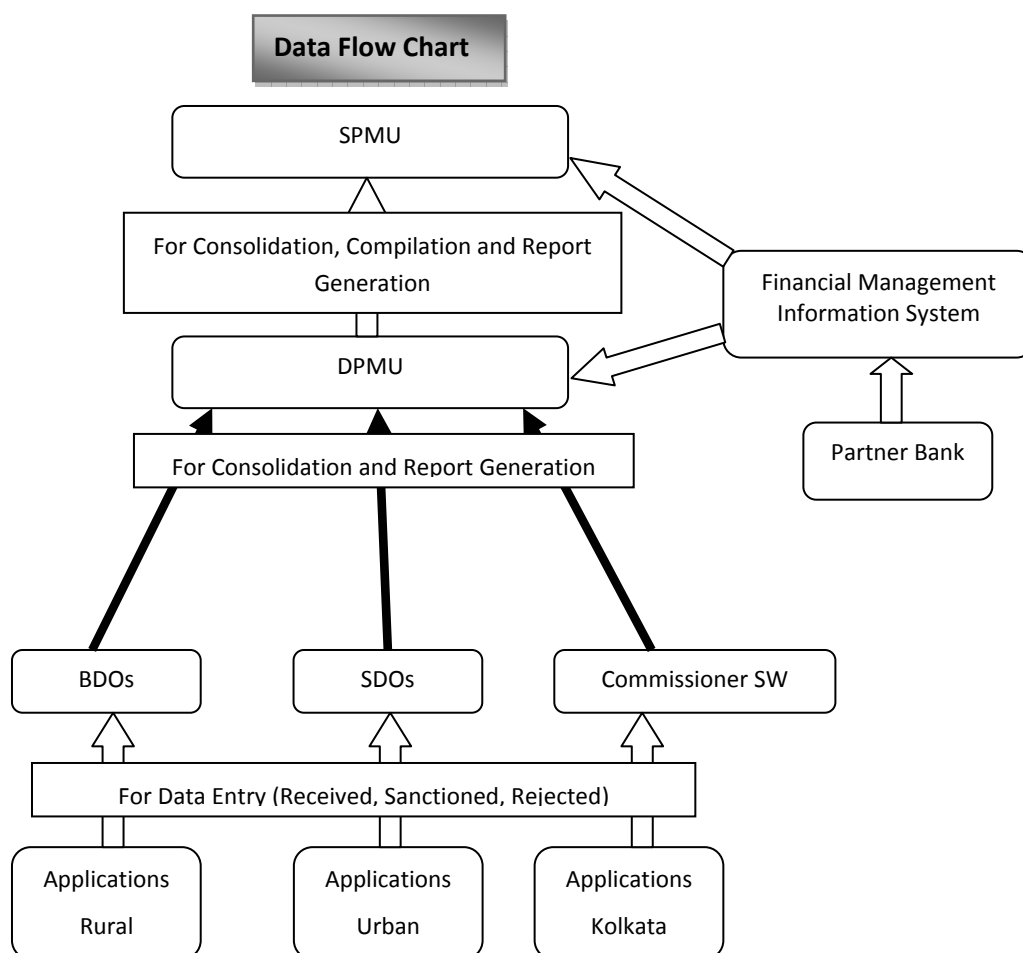 Data Flow Chart
SPMU
For Consolidation, Compilation and Report
Generation
Financial Management
Information System
DPMU
Partner Bank
For Consolidation and Report Generation
BDOs
SDOs
Commissioner SW
For Data Entry (Received, Sanctioned, Rejected)
Applications
Rural
Applications
Urban
Applications
Kolkata